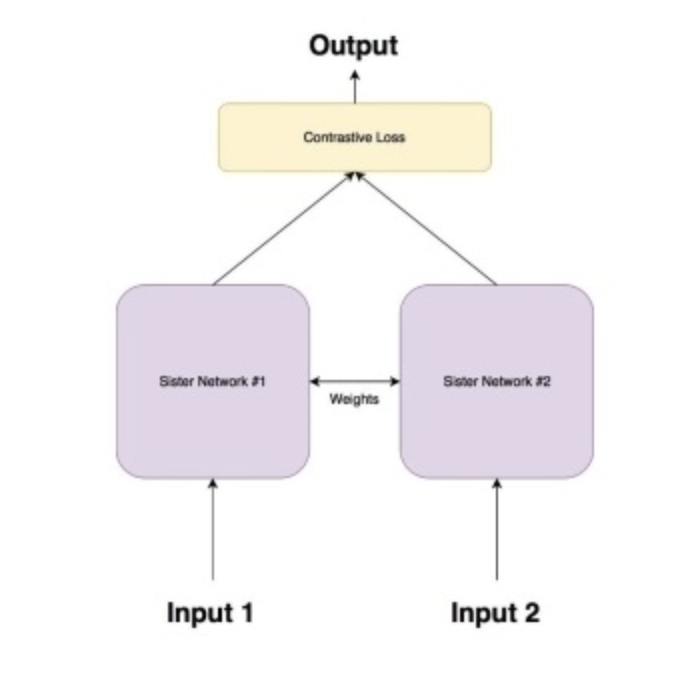 Output
Contrastive Loss
Sister Network #1
Sister Network #2
Weights
Input 1
Input 2